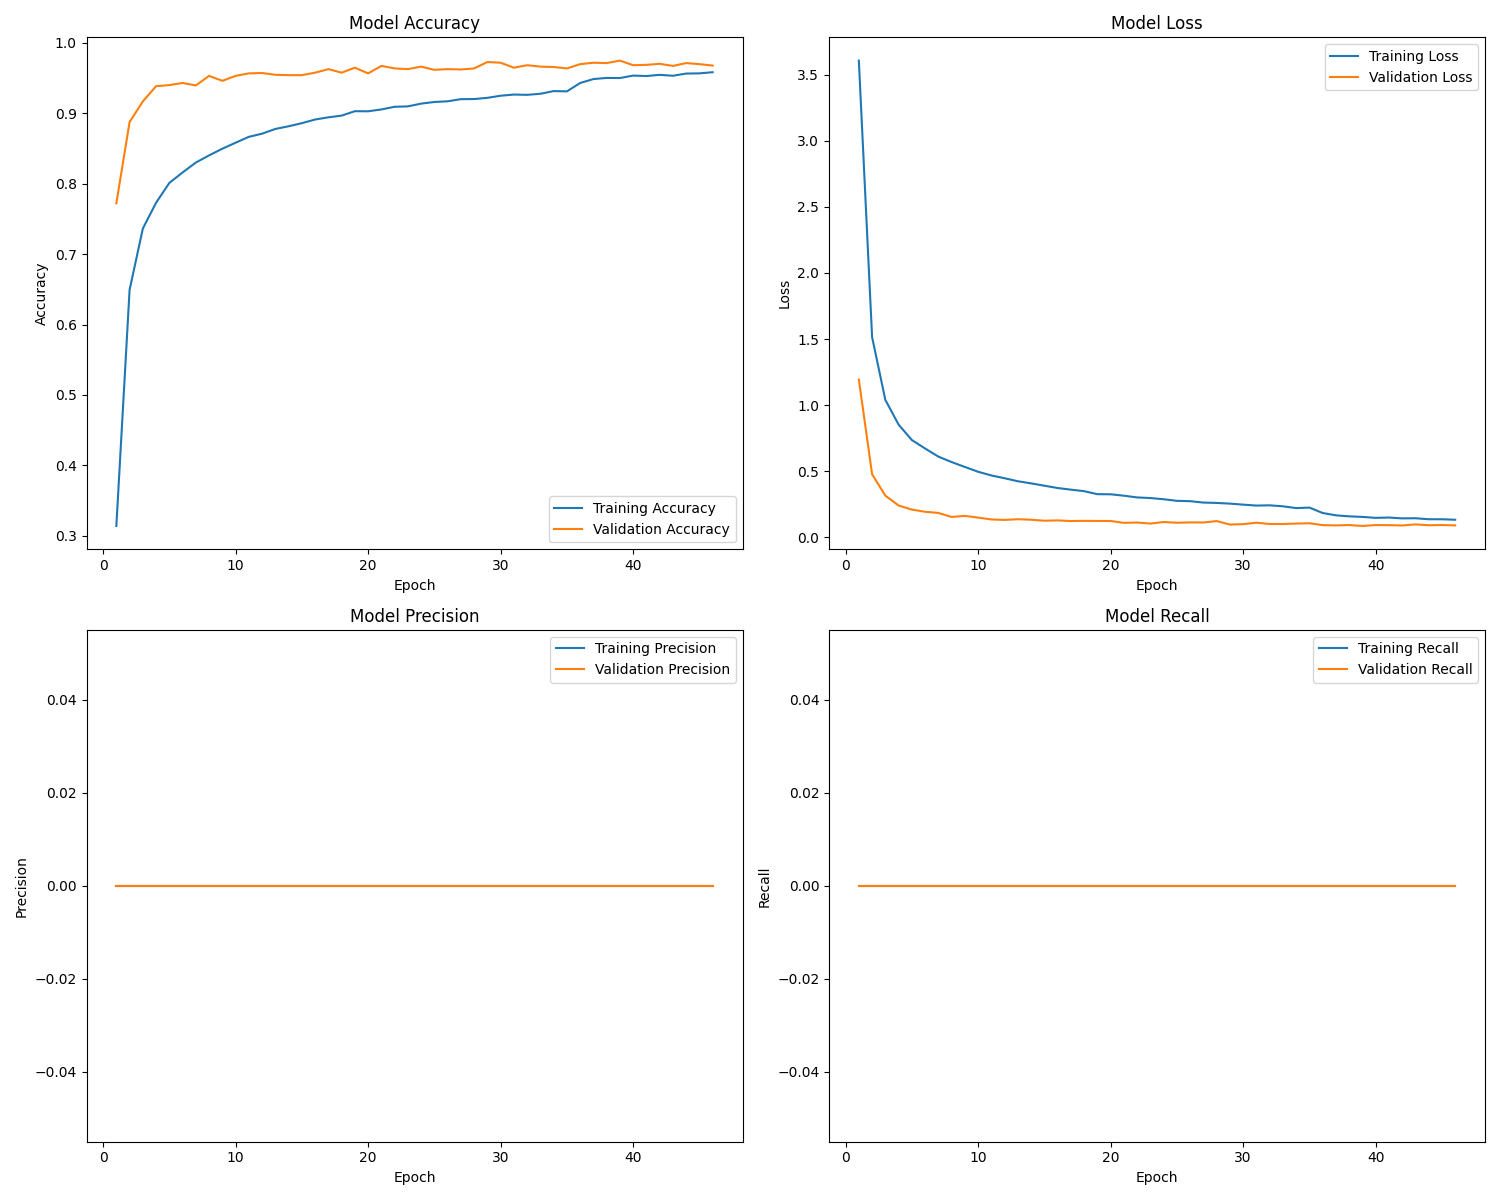 Model Accuracy
1.0
0.9
0.8
0.7
0.6
0.5
0.4
0.3
Accuracy
Training Accuracy
Validation Accuracy
0 10 20 30 40
Epoch
Model Loss
3.5
3.0
2.5
2.0
1.5
1.0
0.5
0.0
Loss
Training Loss
Validation Loss
0 10 20 30 40
Epoch
Model Precision
0.04
0.02
0.00
−0.02
−0.04
Precision
Training Precision
Validation Precision
0 10 20 30 40
Epoch
Model Recall
0.04
0.02
0.00
−0.02
−0.04
Recall
Training Recall
Validation Recall
0 10 20 30 40
Epoch